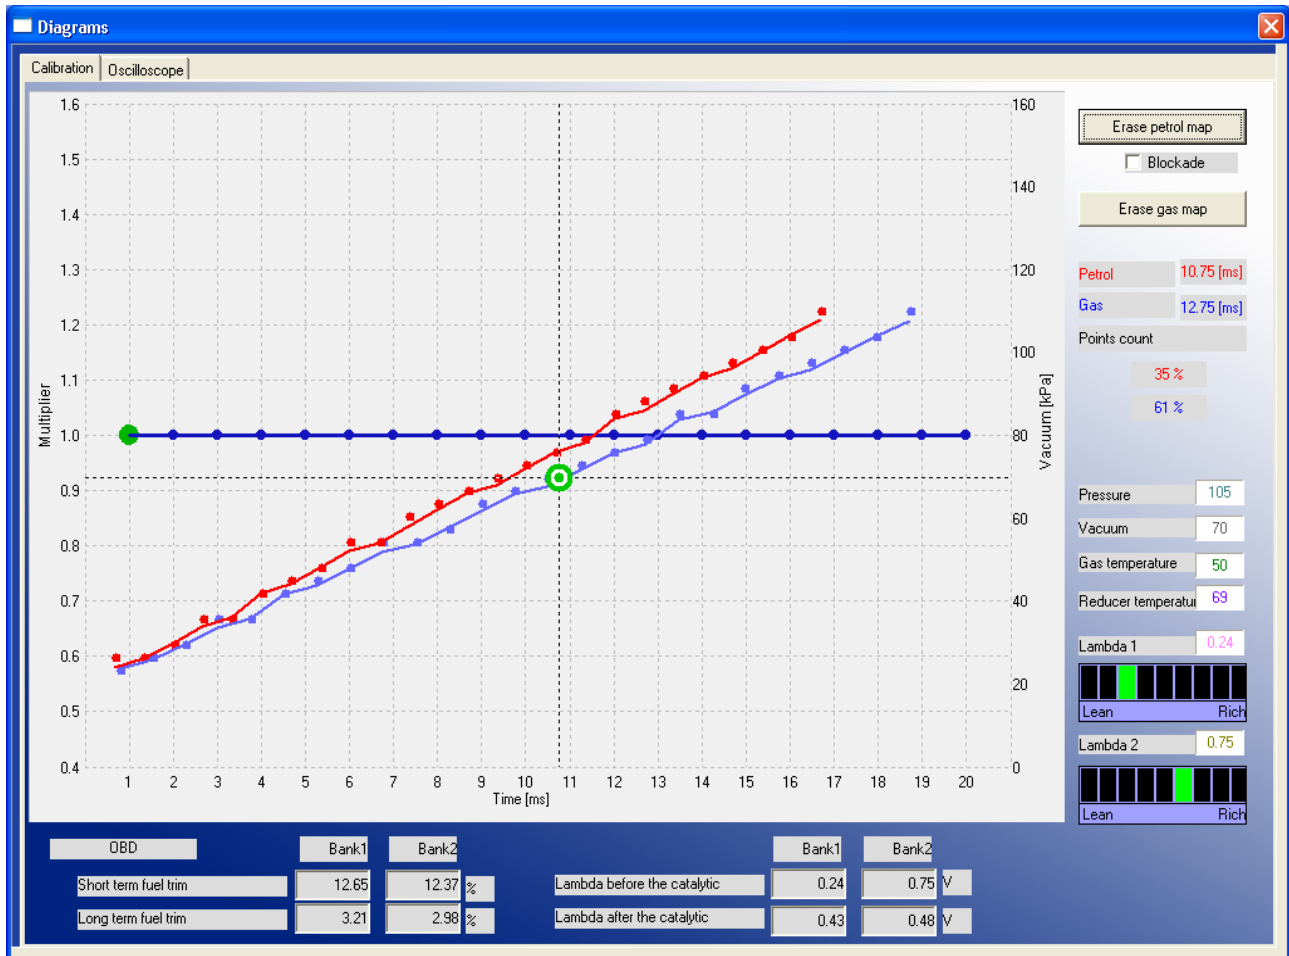 Diagrams
Calibration
Oscilloscope
1.6
1.5
1.4
1.3
1.2
1.1
1.0
0.9
0.8
0.7
0.6
0.5
0.4
Multiplier
160
140
120
100
80
60
40
20
0
Vacuum [kPa]
1 2 3 4 5 6 7 8 9 10 11 12 13 14 15 16 17 18 19 20
Time [ms]
Erase petrol map
Blockade
Erase gas map
Petrol 10.75 [ms]
Gas 12.75 [ms]
Points count
35 %
61 %
Pressure 105
Vacuum 70
Gas temperature 50
Reducer temperatu 69
Lambda 1 0.24
Lean Rich
Lambda 2 0.75
Lean Rich
OBD Bank1 Bank2
Short term fuel trim 12.65 12.37 %
Long term fuel trim 3.21 2.98 %
Bank1 Bank2
Lambda before the catalytic 0.24 0.75 V
Lambda after the catalytic 0.43 0.48 V